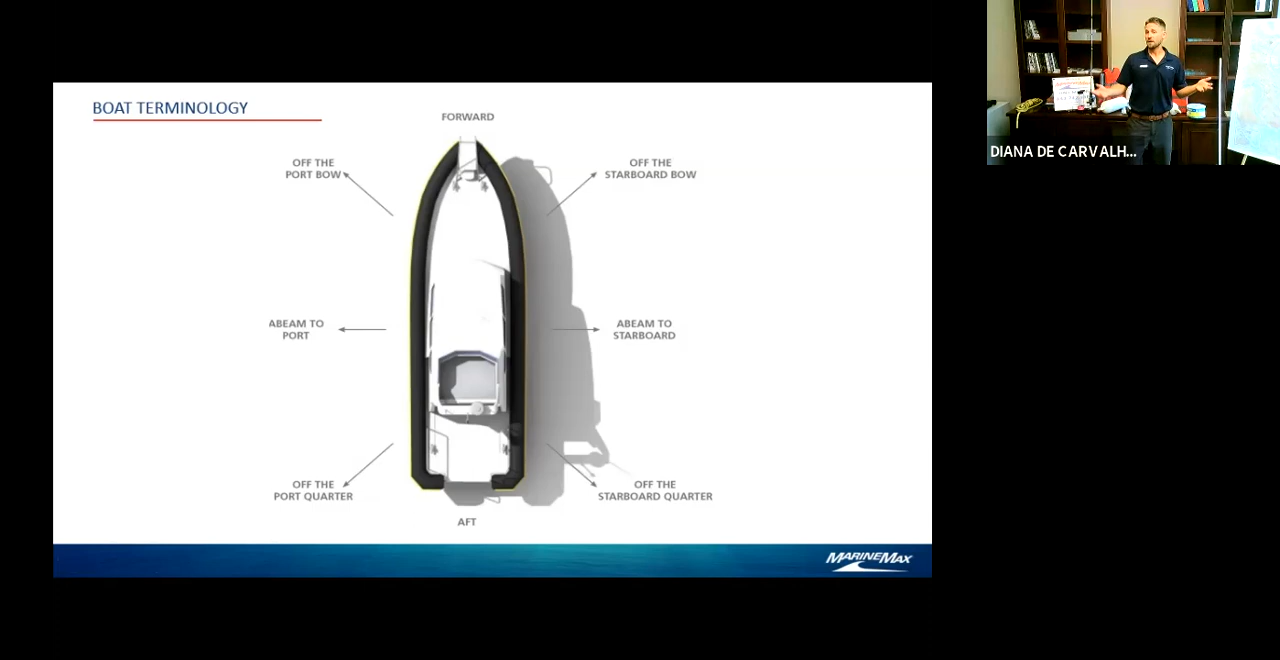 BOAT TERMINOLOGY
FORWARD
OFF THE
PORT BOW
OFF THE
STARBOARD BOW
ABEAM TO
PORT
ABEAM TO
STARBOARD
OFF THE
PORT QUARTER
OFF THE
STARBOARD QUARTER
AFT
MARINEMAX
DIANA DE CARVALH...